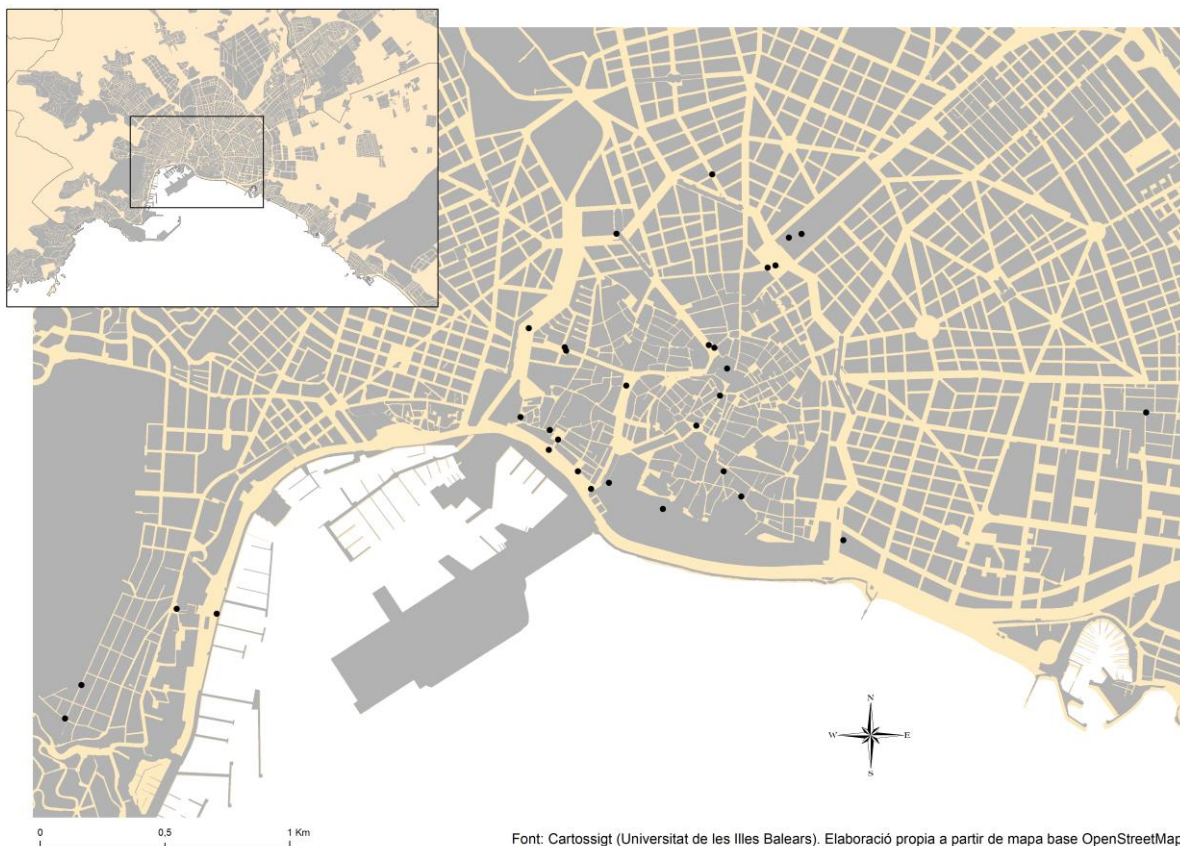 N
W E
S
0 0,5 1 Km
Font: Cartossigt (Universitat de les Illes Balears). Elaboració propia a partir de mapa base OpenStreetMap